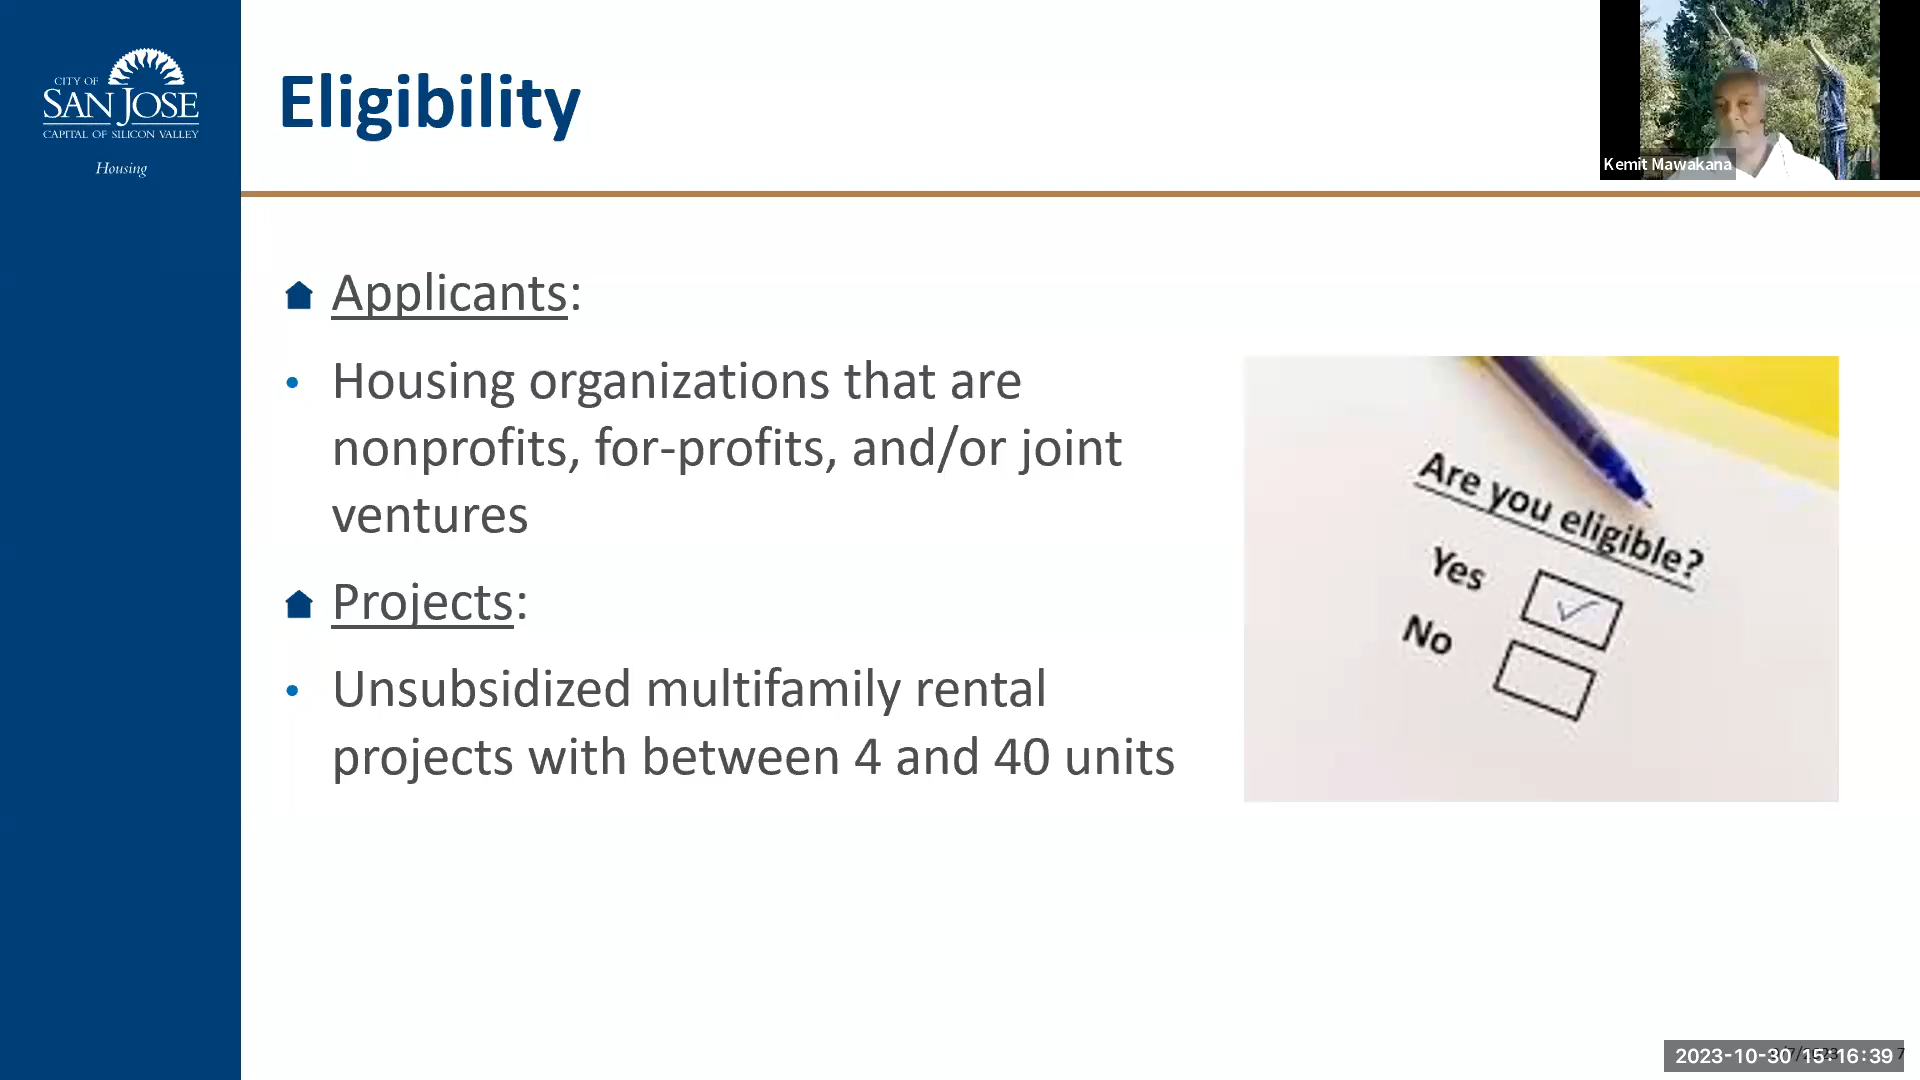 CITY OF
SAN JOSE
CAPITAL OF SILICON VALLEY
Housing
Eligibility
Kemit Mawakana
Applicants:
Housing organizations that are
nonprofits, for-profits, and/or joint
ventures
Projects:
Unsubsidized multifamily rental
projects with between 4 and 40 units
Are you eligible?
Yes
No
2023-10-30 15:16:39
7